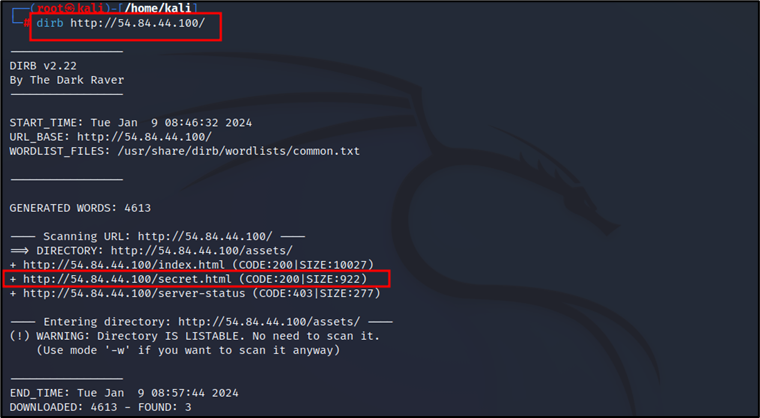 ┌──(root㉿kali)-[/home/kali]
└─# dirb http://54.84.44.100/
-----------------
DIRB v2.22
By The Dark Raver
-----------------
START_TIME: Tue Jan  9 08:46:32 2024
URL_BASE: http://54.84.44.100/
WORDLIST_FILES: /usr/share/dirb/wordlists/common.txt
-----------------
GENERATED WORDS: 4613
---- Scanning URL: http://54.84.44.100/ ----
==> DIRECTORY: http://54.84.44.100/assets/
+ http://54.84.44.100/index.html (CODE:200|SIZE:10027)
+ http://54.84.44.100/secret.html (CODE:200|SIZE:922)
+ http://54.84.44.100/server-status (CODE:403|SIZE:277)
---- Entering directory: http://54.84.44.100/assets/ ----
(!) WARNING: Directory IS LISTABLE. No need to scan it.
    (Use mode '-w' if you want to scan it anyway)
-----------------
END_TIME: Tue Jan  9 08:57:44 2024
DOWNLOADED: 4613 - FOUND: 3